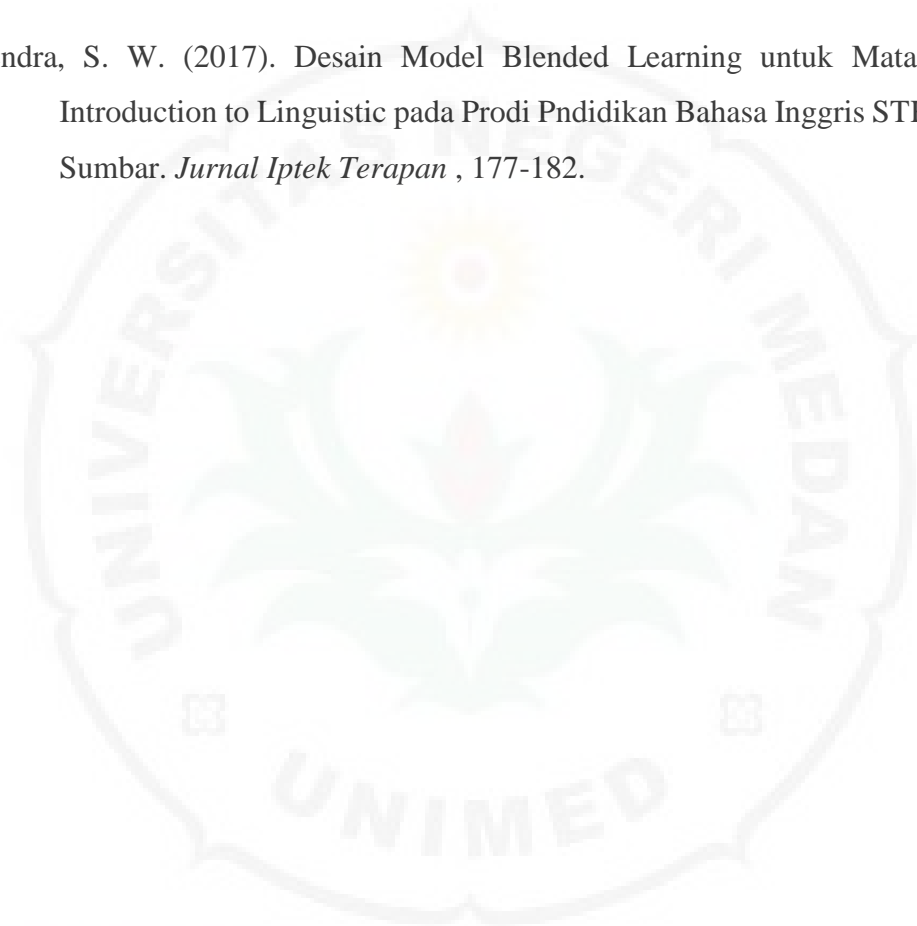 ndra, S. W. (2017). Desain Model Blended Learning untuk Mata
Introduction to Linguistic pada Prodi Pndidikan Bahasa Inggris
Sumbar. Jurnal Iptek Terapan , 177-182.
UNIVERSITAS NEGERI MEDAN
UNIMED